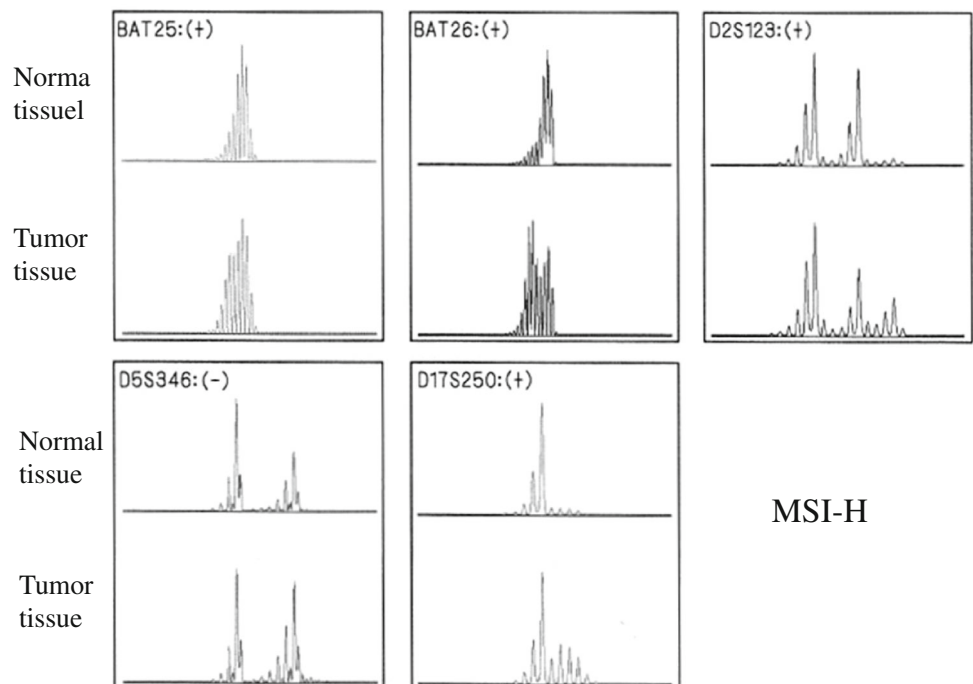 BAT25:(+)
BAT26:(+)
D2S123:(+)
Norma
tissuel
Tumor
tissue
D5S346:(-)
D17S250:(+)
Normal
tissue
MSI-H
Tumor
tissue